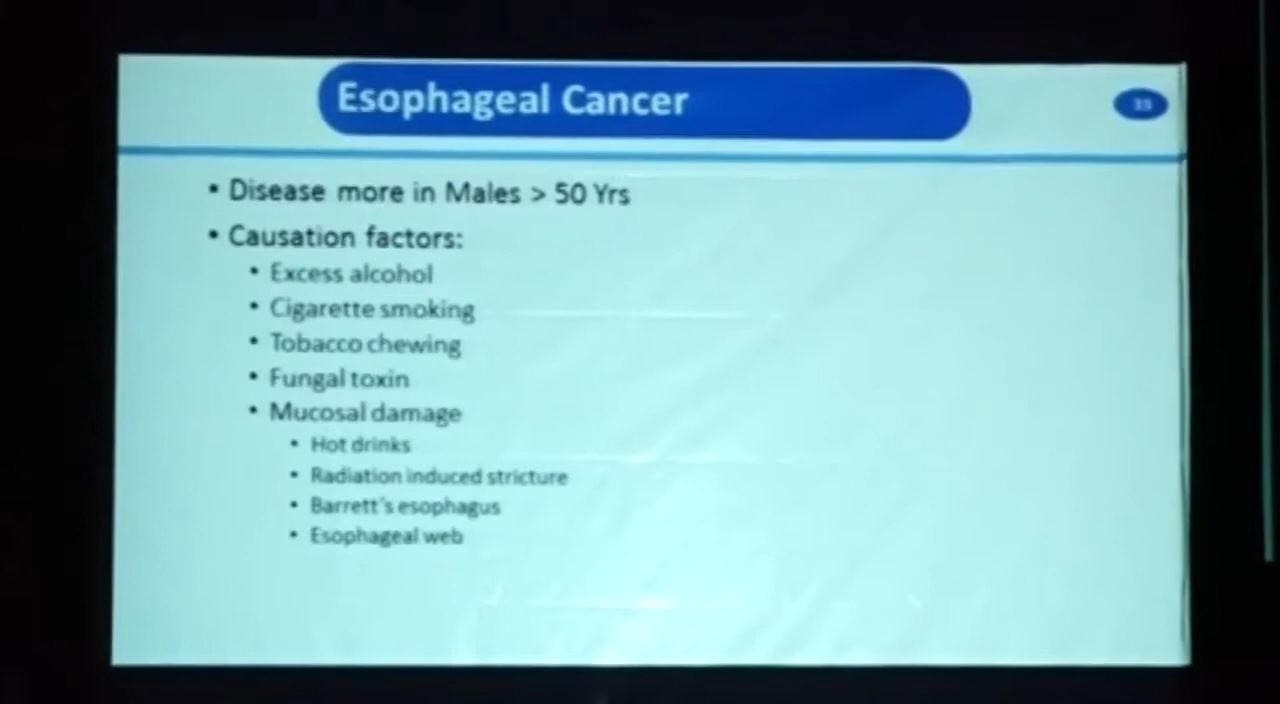 Esophageal Cancer
• Disease more in Males > 50 Yrs
• Causation factors:
• Excess alcohol
• Cigarette smoking
• Tobacco chewing
• Fungal toxin
• Mucosal damage
• Hot drinks
• Radiation induced stricture
• Barrett's esophagus
• Esophageal web